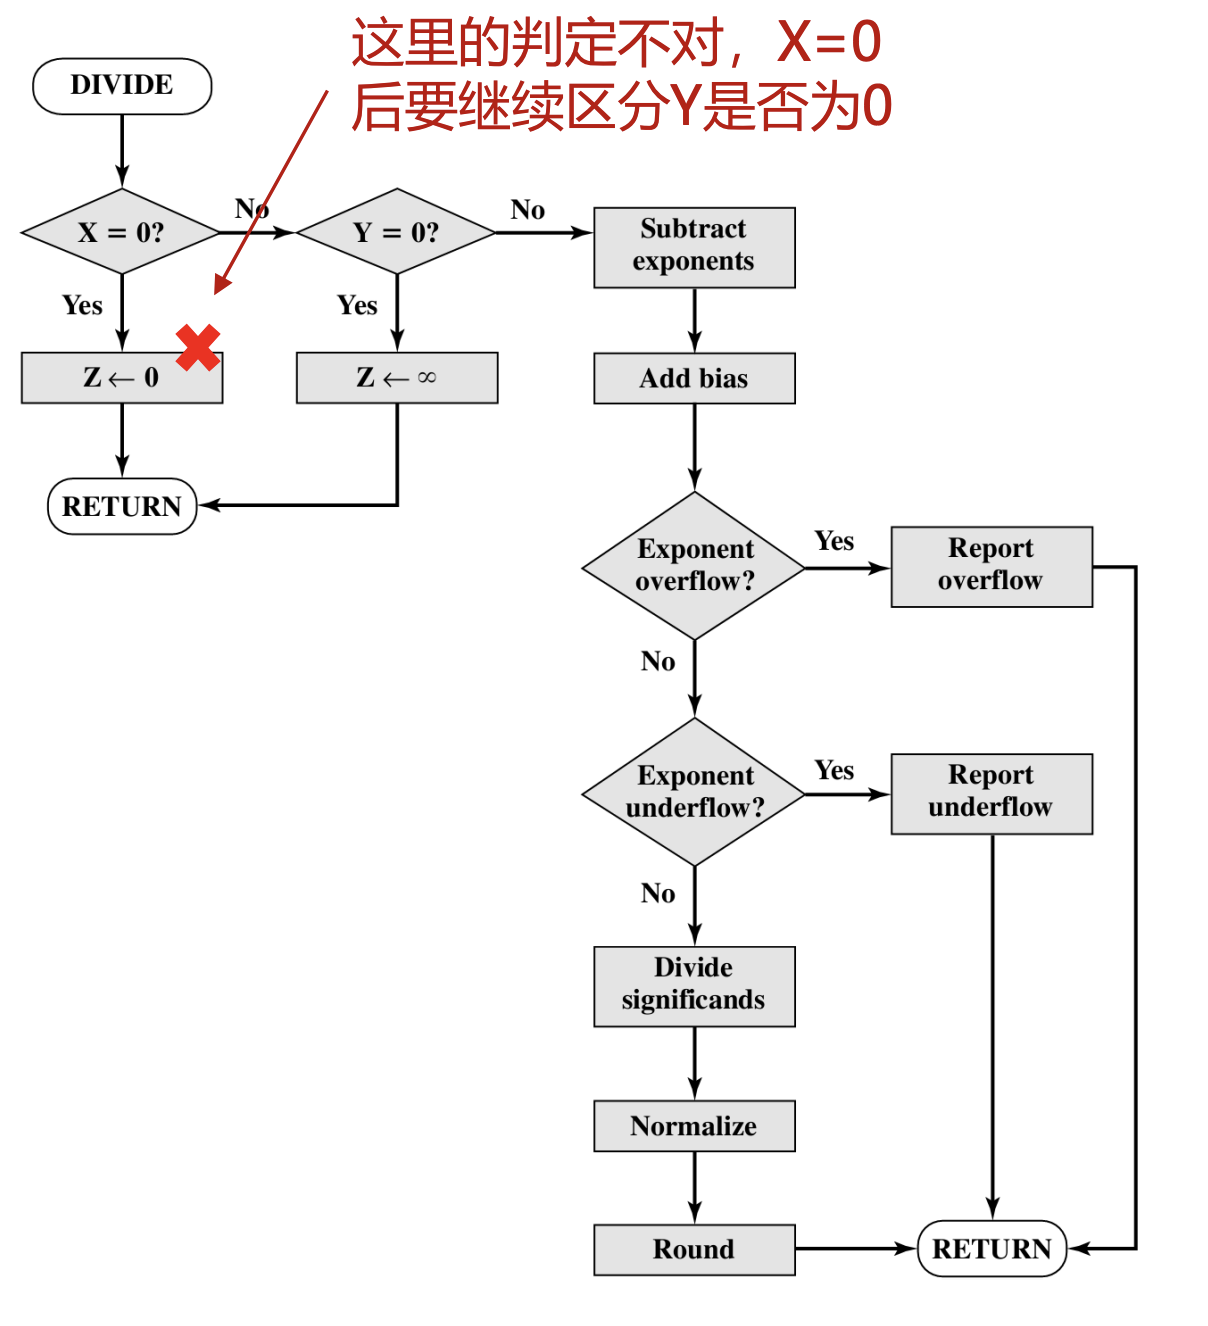 这里的判定不对，X=0
后要继续区分Y是否为0
DIVIDE
X = 0?
No
Y = 0?
No
Subtract
exponents
Yes
Yes
Z ← 0
Z ← ∞
Add bias
RETURN
Exponent
overflow?
Yes
Report
overflow
No
Exponent
underflow?
Yes
Report
underflow
No
Divide
significands
Normalize
Round
RETURN